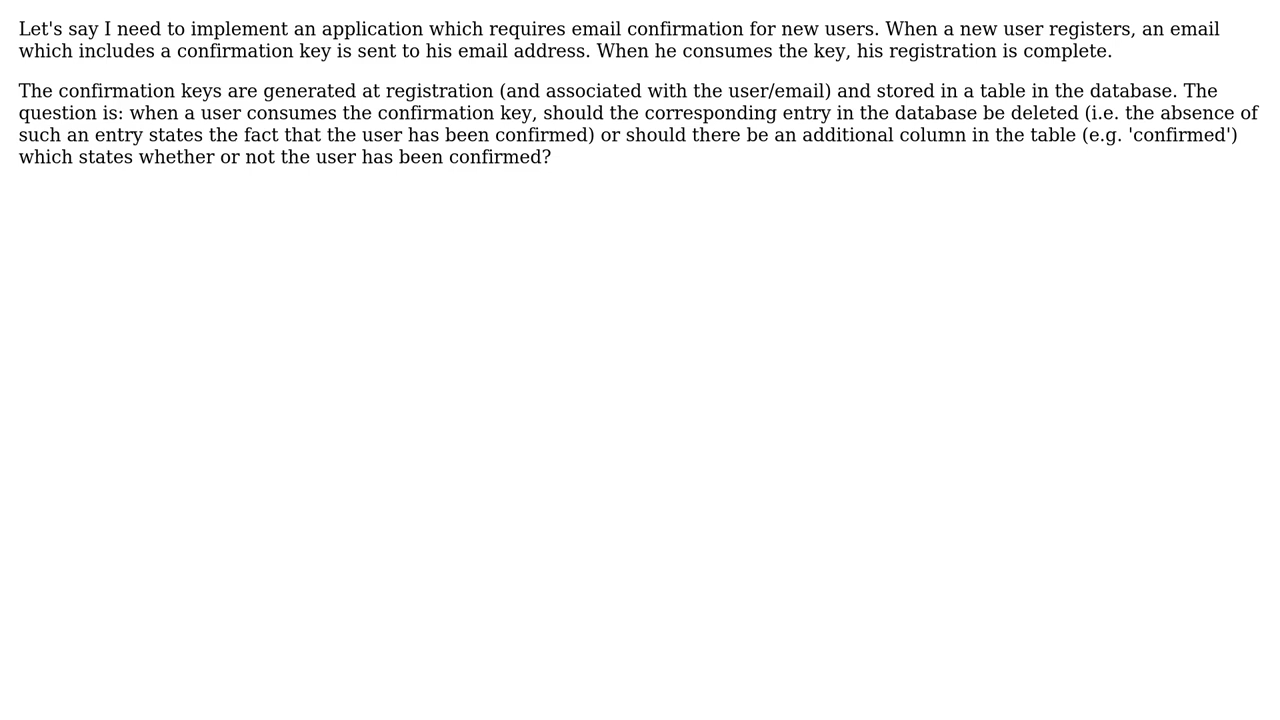 Let's say I need to implement an application which requires email confirmation for new users. When a new user registers, an email
which includes a confirmation key is sent to his email address. When he consumes the key, his registration is complete.
The confirmation keys are generated at registration (and associated with the user/email) and stored in a table in the database. The
question is: when a user consumes the confirmation key, should the corresponding entry in the database be deleted (i.e. the absence of
such an entry states the fact that the user has been confirmed) or should there be an additional column in the table (e.g. 'confirmed')
which states whether or not the user has been confirmed?